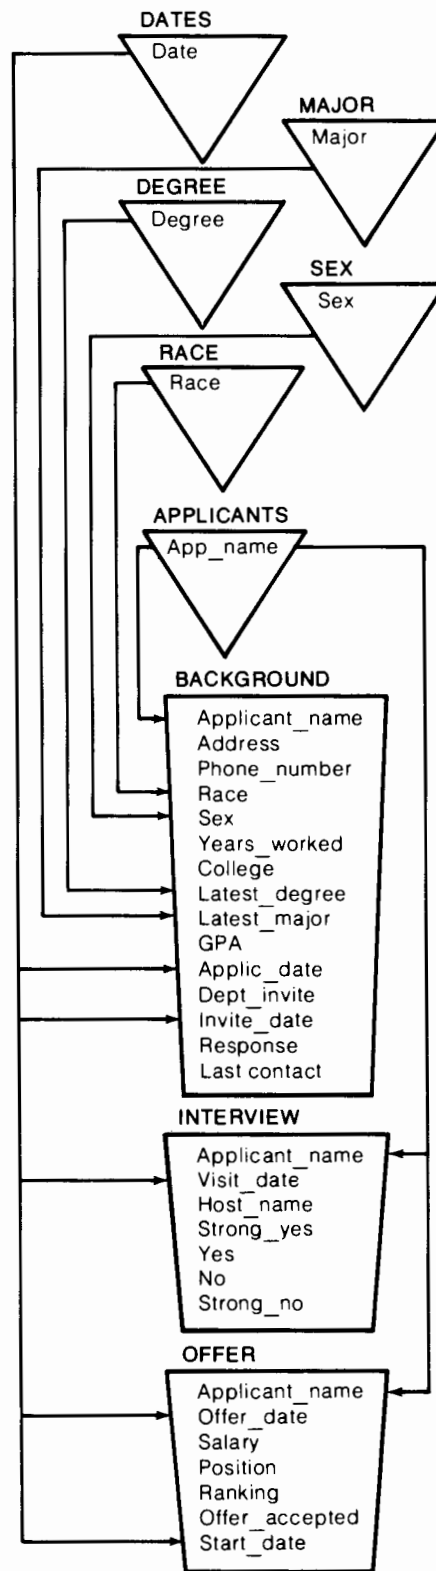 DATES
Date
MAJOR
Major
DEGREE
Degree
SEX
Sex
RACE
Race
APPLICANTS
App_name
BACKGROUND
Applicant_name
Address
Phone_number
Race
Sex
Years_worked
College
Latest_degree
Latest_major
GPA
Applic_date
Dept_invite
Invite_date
Response
Last contact
INTERVIEW
Applicant_name
Visit_date
Host_name
Strong_yes
Yes
No
Strong_no
OFFER
Applicant_name
Offer_date
Salary
Position
Ranking
Offer_accepted
Start_date